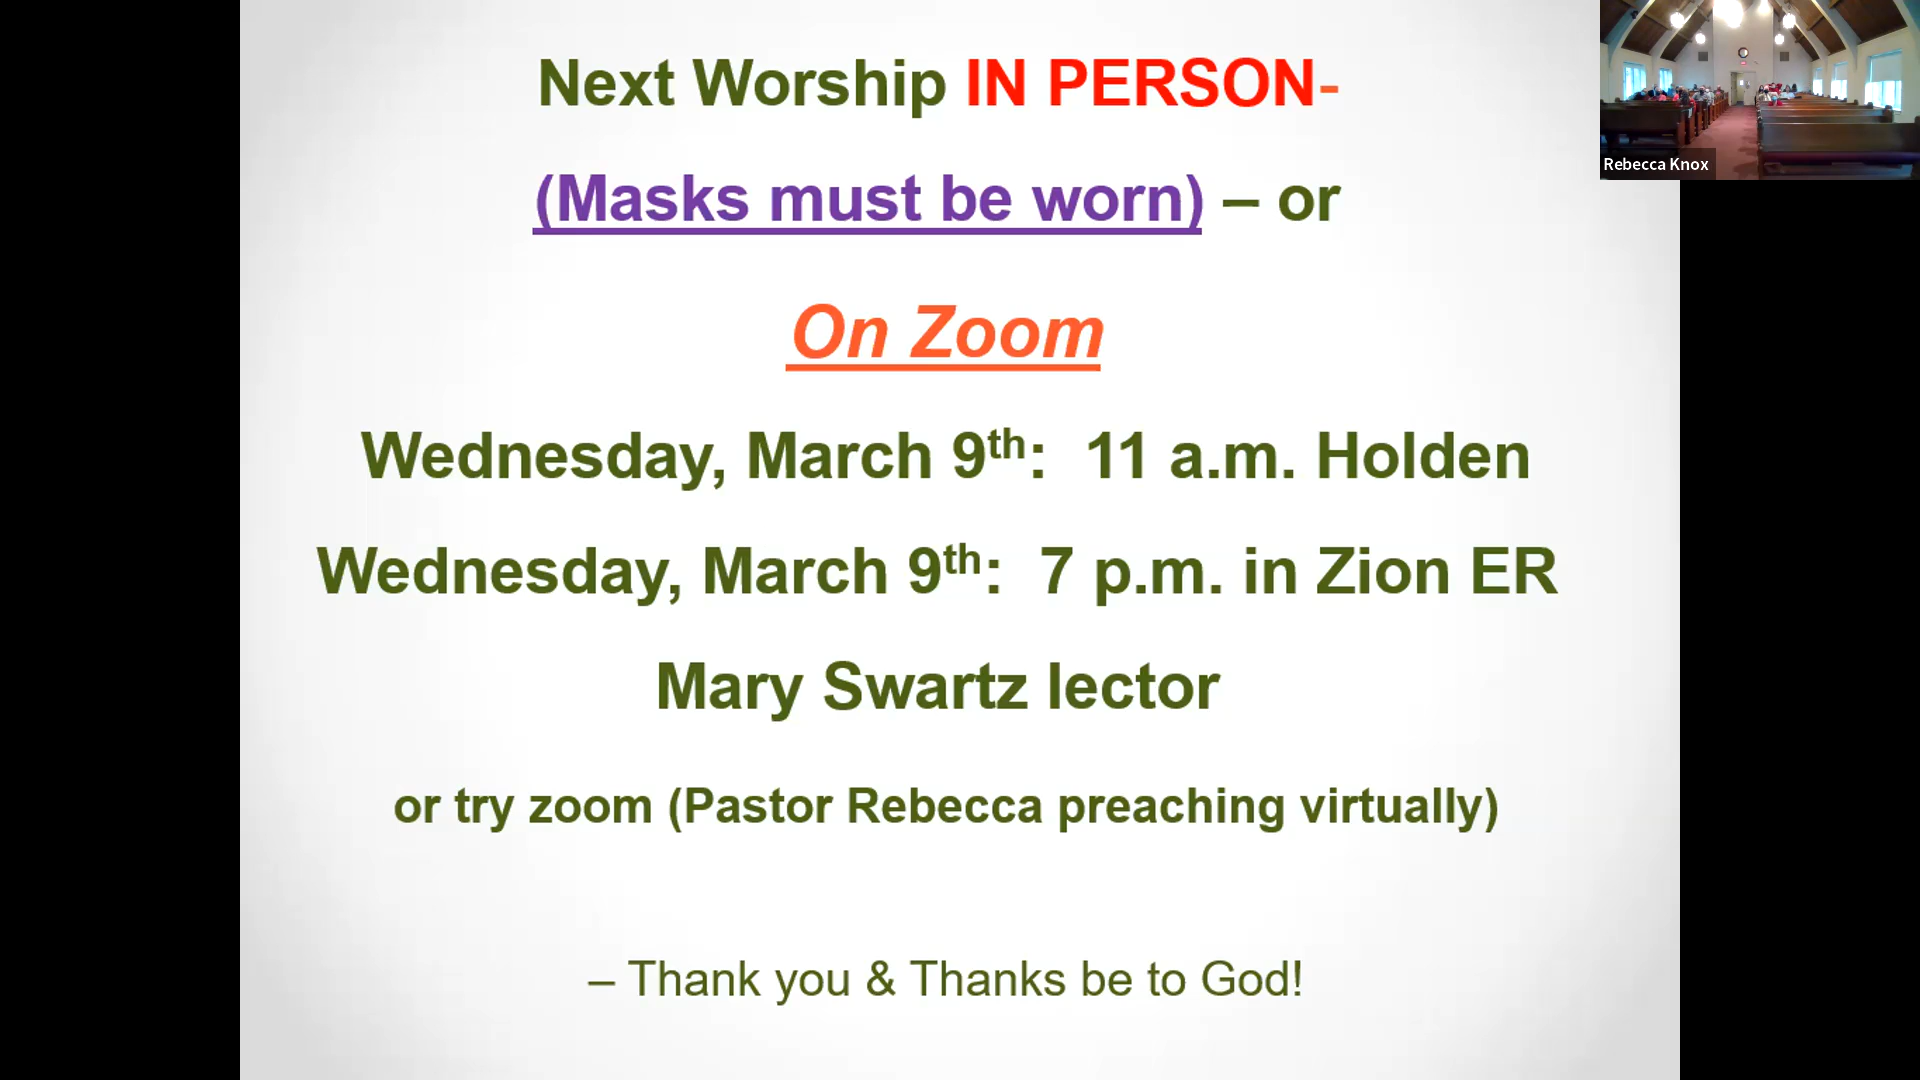 Next Worship IN PERSON-
(Masks must be worn) – or
On Zoom
Wednesday, March 9th:  11 a.m. Holden
Wednesday, March 9th:  7 p.m. in Zion ER
Mary Swartz lector
or try zoom (Pastor Rebecca preaching virtually)
– Thank you & Thanks be to God!
Rebecca Knox